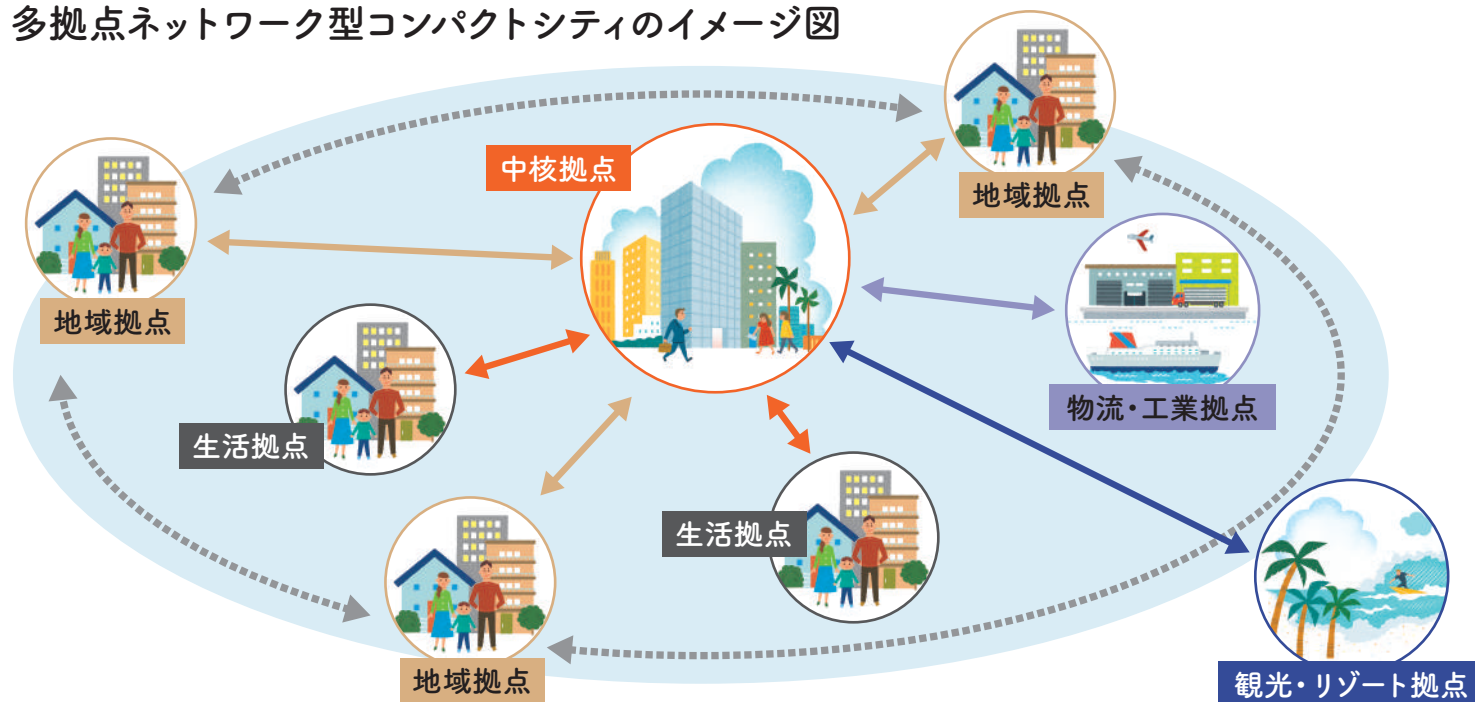 多拠点ネットワーク型コンパクトシティのイメージ図
中核拠点
地域拠点
地域拠点
物流・工業拠点
生活拠点
生活拠点
地域拠点
観光・リゾート拠点